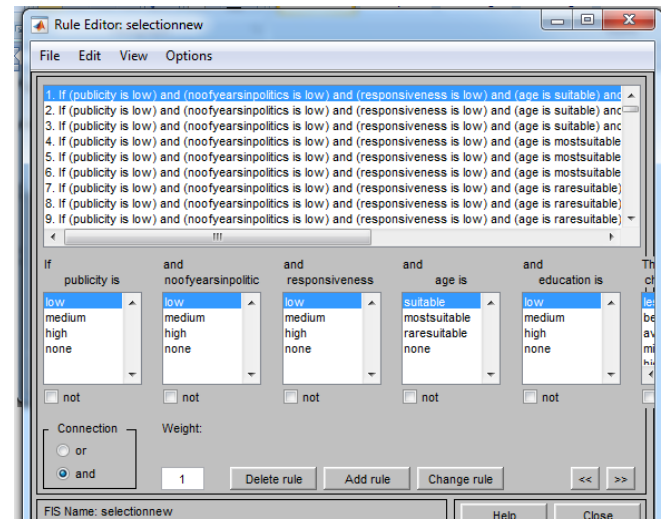 Rule Editor: selectionnew
File Edit View Options
1. If (publicity is low) and (noofyearsinpolitics is low) and (responsiveness is low) and (age is suitable) and
2. If (publicity is low) and (noofyearsinpolitics is low) and (responsiveness is low) and (age is suitable) and
3. If (publicity is low) and (noofyearsinpolitics is low) and (responsiveness is low) and (age is suitable) and
4. If (publicity is low) and (noofyearsinpolitics is low) and (responsiveness is low) and (age is mostsuitable
5. If (publicity is low) and (noofyearsinpolitics is low) and (responsiveness is low) and (age is mostsuitable
6. If (publicity is low) and (noofyearsinpolitics is low) and (responsiveness is low) and (age is mostsuitable
7. If (publicity is low) and (noofyearsinpolitics is low) and (responsiveness is low) and (age is raresuitable)
8. If (publicity is low) and (noofyearsinpolitics is low) and (responsiveness is low) and (age is raresuitable)
9. If (publicity is low) and (noofyearsinpolitics is low) and (responsiveness is low) and (age is raresuitable)
If and and and and Th
publicity is noofyearsinpolitic responsiveness age is education is
low low low suitable low
medium medium medium mostsuitable medium be
high high high raresuitable high av
none none none none none mi
not not not not not
Connection Weight:
or
and 1 Delete rule Add rule Change rule << >>
FIS Name: selectionnew Help Close